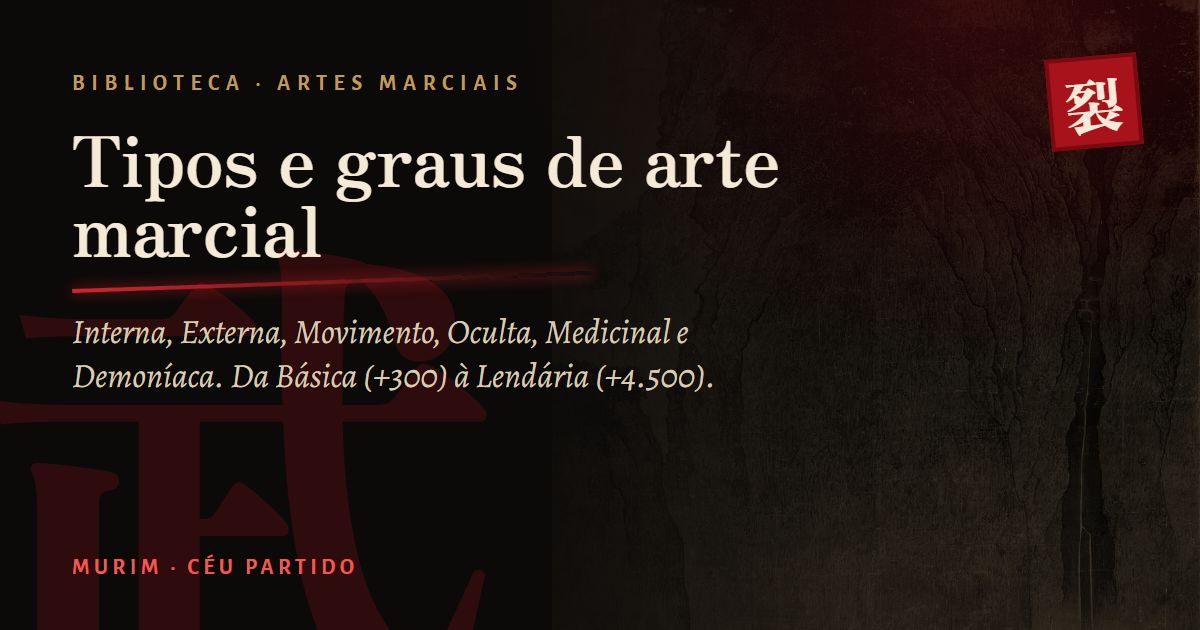 BIBLIOTECA · ARTES MARCIAIS
裂
Tipos e graus de arte
marcial
Interna, Externa, Movimento, Oculta, Medicinal e
Demoníaca. Da Básica (+300) à Lendária (+4.500).
武
MURIM · CÉU PARTIDO